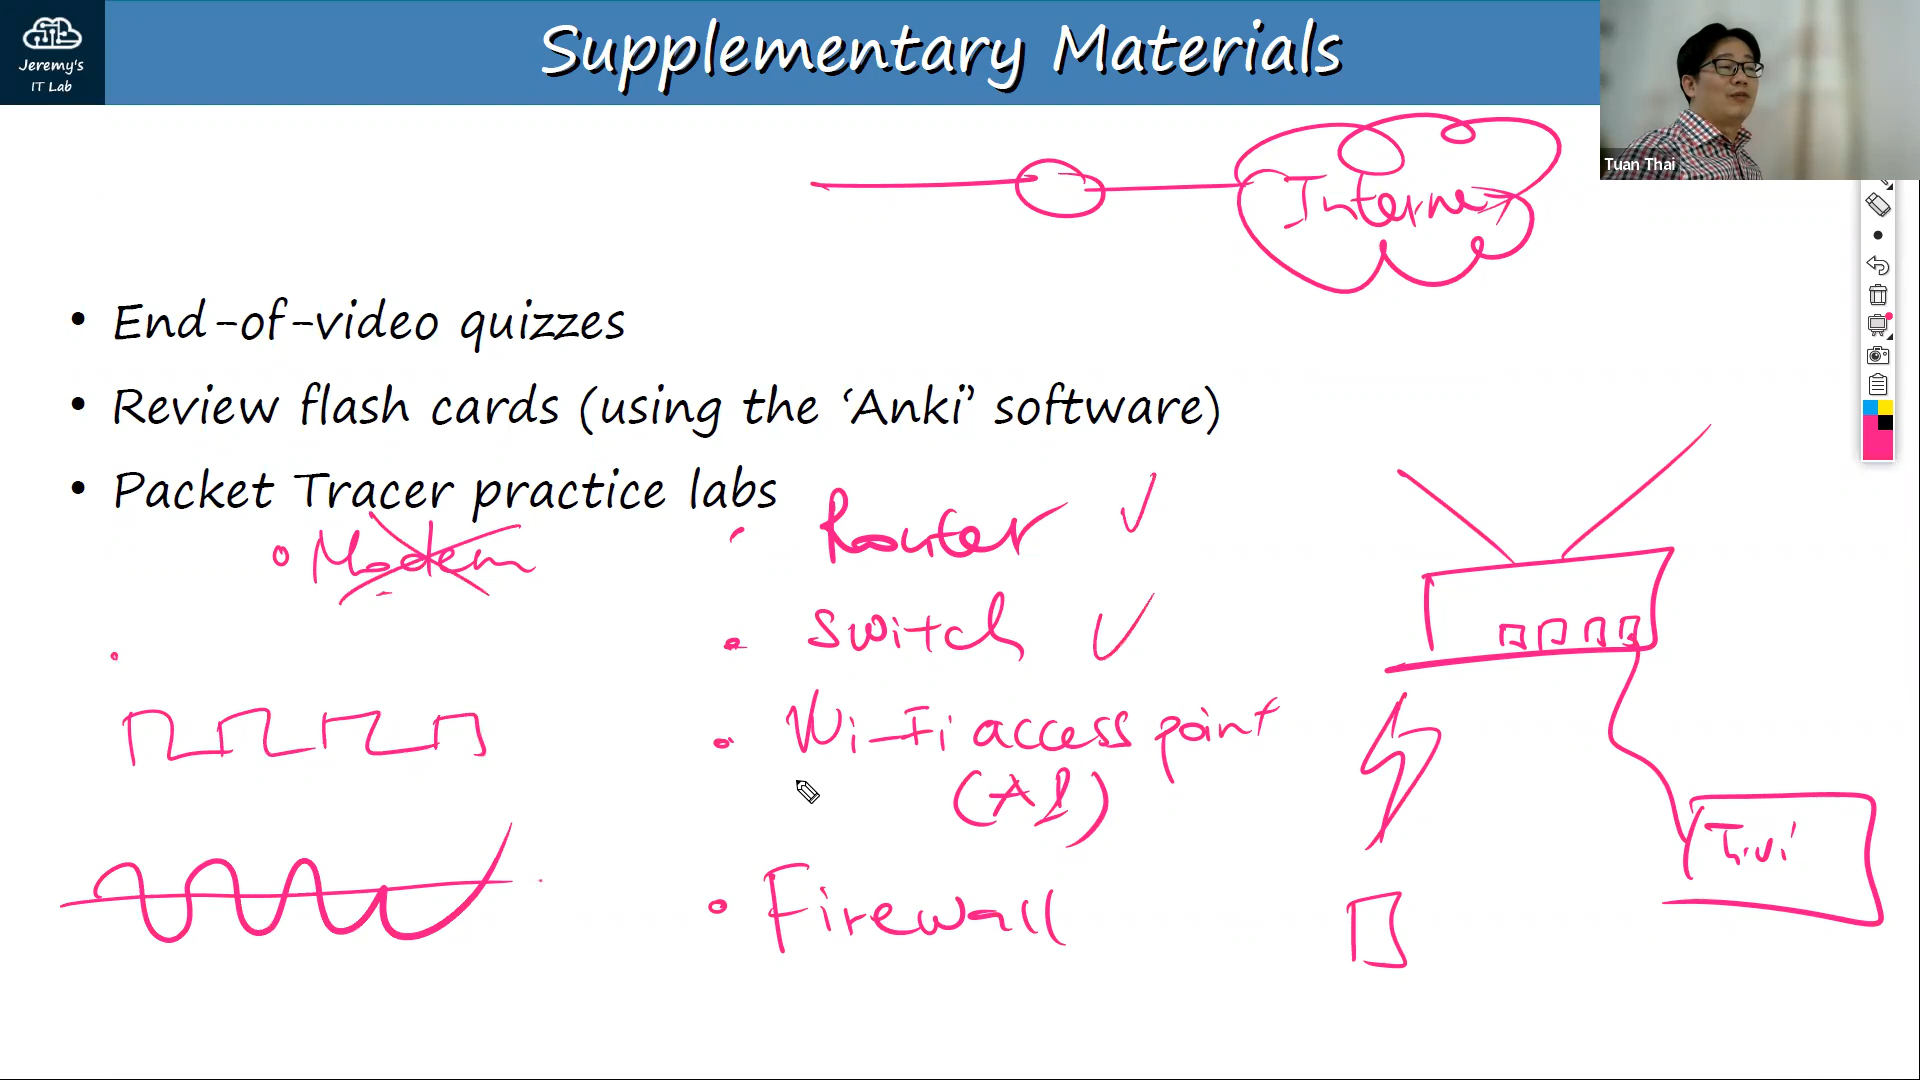 Jeremy's
IT Lab
Supplementary Materials
Tuan Thai
Internet
• End-of-video quizzes
• Review flash cards (using the ‘Anki’ software)
• Packet Tracer practice labs
Modem
Router ✓
• Switch ✓
• Wi-Fi access point
(AP)
Tivi
• Firewall